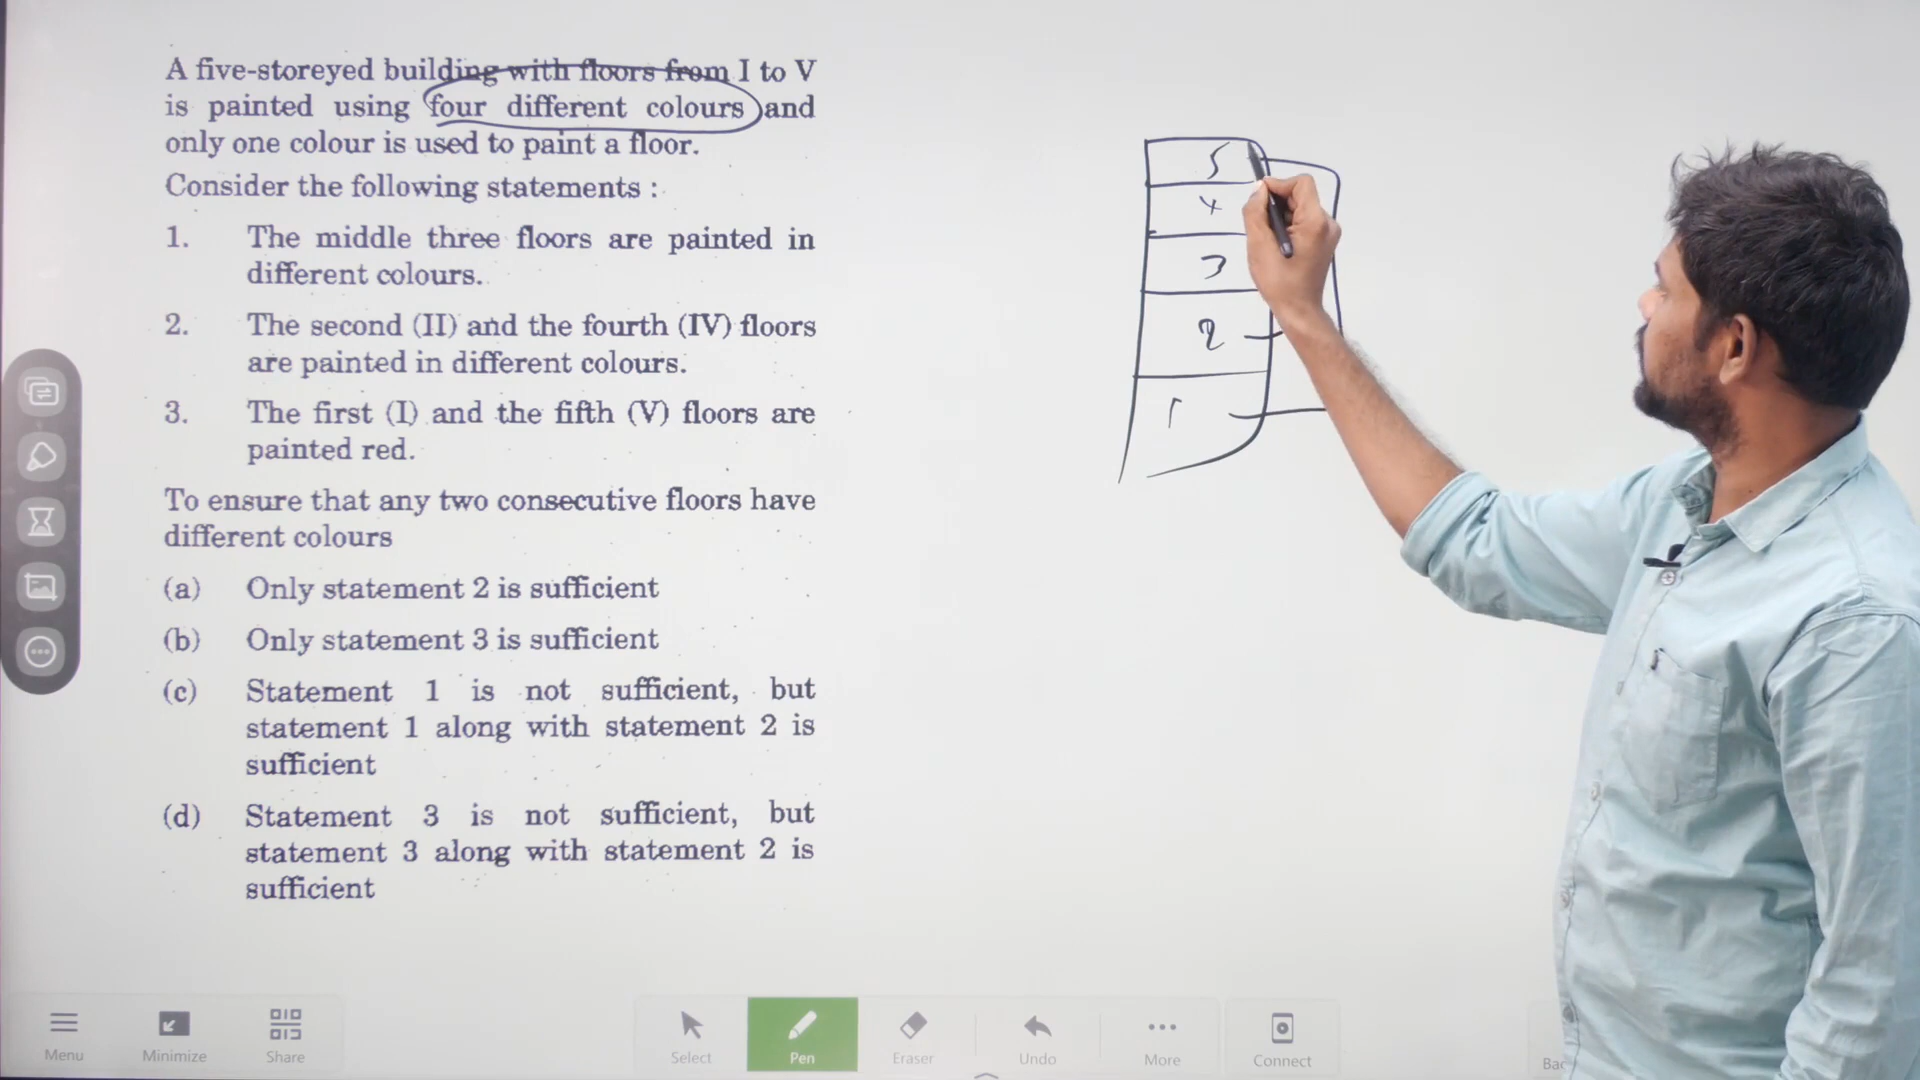 A five-storeyed building with floors from I to V
is painted using four different colours and
only one colour is used to paint a floor.
Consider the following statements :
1. The middle three floors are painted in
different colours.
2. The second (II) and the fourth (IV) floors
are painted in different colours.
3. The first (I) and the fifth (V) floors are
painted red.
To ensure that any two consecutive floors have
different colours
(a) Only statement 2 is sufficient
(b) Only statement 3 is sufficient
(c) Statement 1 is not sufficient, but
statement 1 along with statement 2 is
sufficient
(d) Statement 3 is not sufficient, but
statement 3 along with statement 2 is
sufficient
5
4
3
2
1
Menu
Minimize
Share
Select
Pen
Eraser
Undo
More
Connect